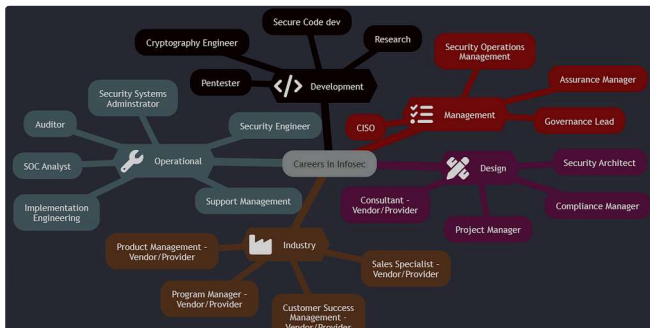 Secure Code dev
Cryptography Engineer
Research
Pentester
</> Development
Security Operations
Management
Assurance Manager
CISO
Management
Governance Lead
Security Systems
Adminstrator
Auditor
Security Engineer
SOC Analyst
Operational
Implementation
Engineering
Support Management
Careers in Infosec
Design
Security Architect
Consultant –
Vendor/Provider
Compliance Manager
Project Manager
Product Management –
Vendor/Provider
Industry
Sales Specialist –
Vendor/Provider
Program Manager –
Vendor/Provider
Customer Success
Management –
Vendor/Provider